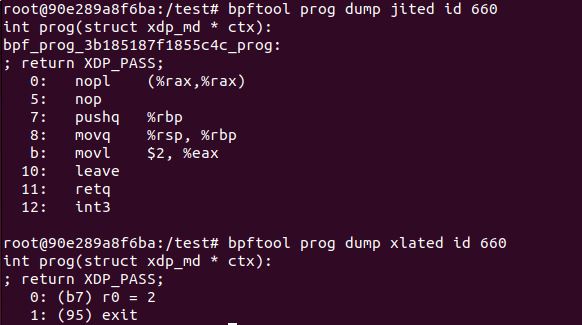 root@90e289a8f6ba:/test# bpftool prog dump jited id 660
int prog(struct xdp_md * ctx):
bpf_prog_3b185187f1855c4c_prog:
; return XDP_PASS;
   0:   nopl    (%rax,%rax)
   5:   nop
   7:   pushq   %rbp
   8:   movq    %rsp, %rbp
   b:   movl    $2, %eax
  10:   leave
  11:   retq
  12:   int3
root@90e289a8f6ba:/test# bpftool prog dump xlated id 660
int prog(struct xdp_md * ctx):
; return XDP_PASS;
   0: (b7) r0 = 2
   1: (95) exit